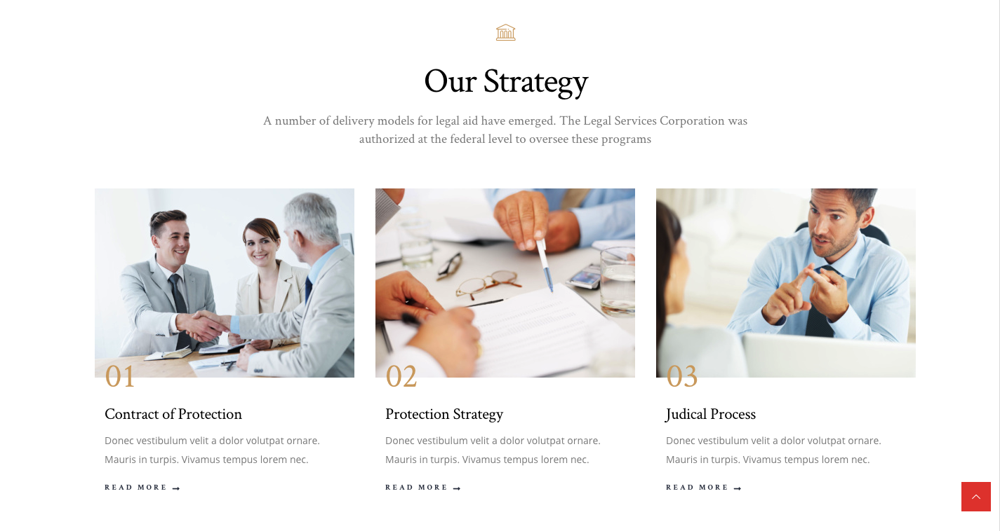 Our Strategy
A number of delivery models for legal aid have emerged. The Legal Services Corporation was
authorized at the federal level to oversee these programs
01
Contract of Protection
Donec vestibulum velit a dolor volutpat ornare.
Mauris in turpis. Vivamus tempus lorem nec.
READ MORE
02
Protection Strategy
Donec vestibulum velit a dolor volutpat ornare.
Mauris in turpis. Vivamus tempus lorem nec.
READ MORE
03
Judical Process
Donec vestibulum velit a dolor volutpat ornare.
Mauris in turpis. Vivamus tempus lorem nec.
READ MORE